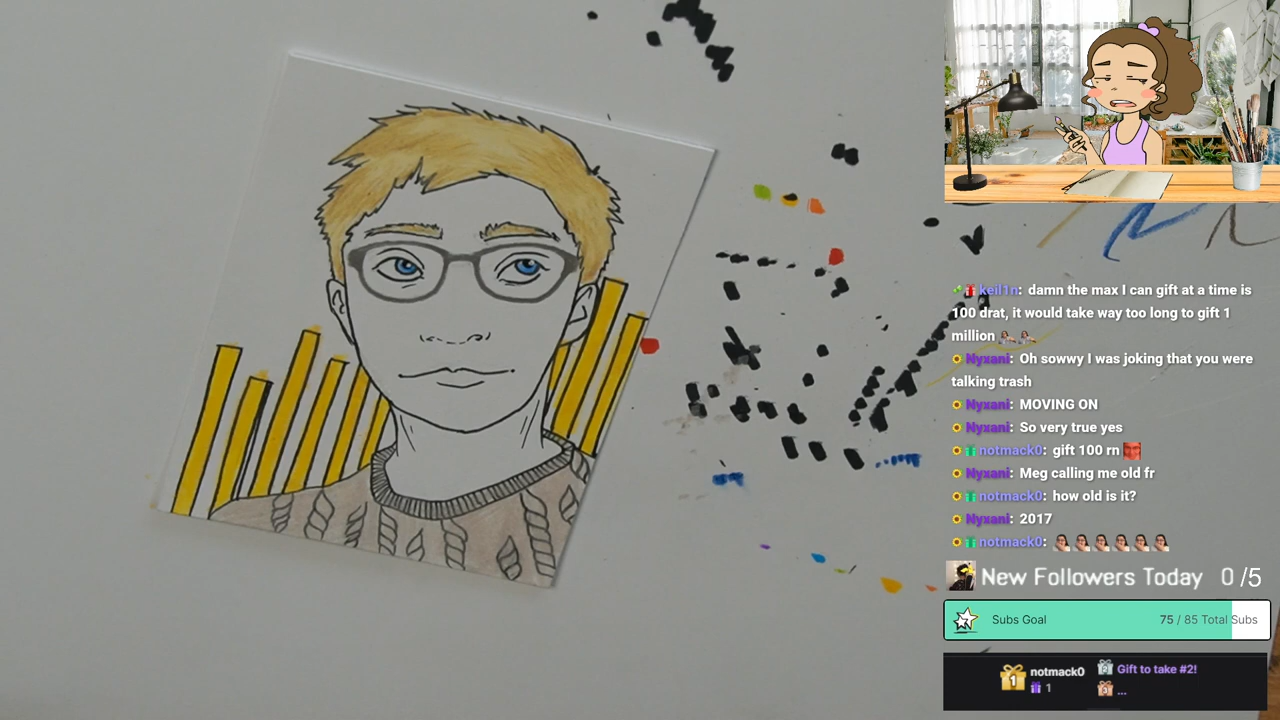 keil1n: damn the max I can gift at a time is
100 drat, it would take way too long to gift 1
million
Nyxani: Oh sowwy I was joking that you were
talking trash
Nyxani: MOVING ON
Nyxani: So very true yes
notmack0: gift 100 rn
Nyxani: Meg calling me old fr
notmack0: how old is it?
Nyxani: 2017
notmack0:
New Followers Today 0 /5
Subs Goal 75 / 85 Total Subs
1 notmack0 1
2 Gift to take #2!
3 ...